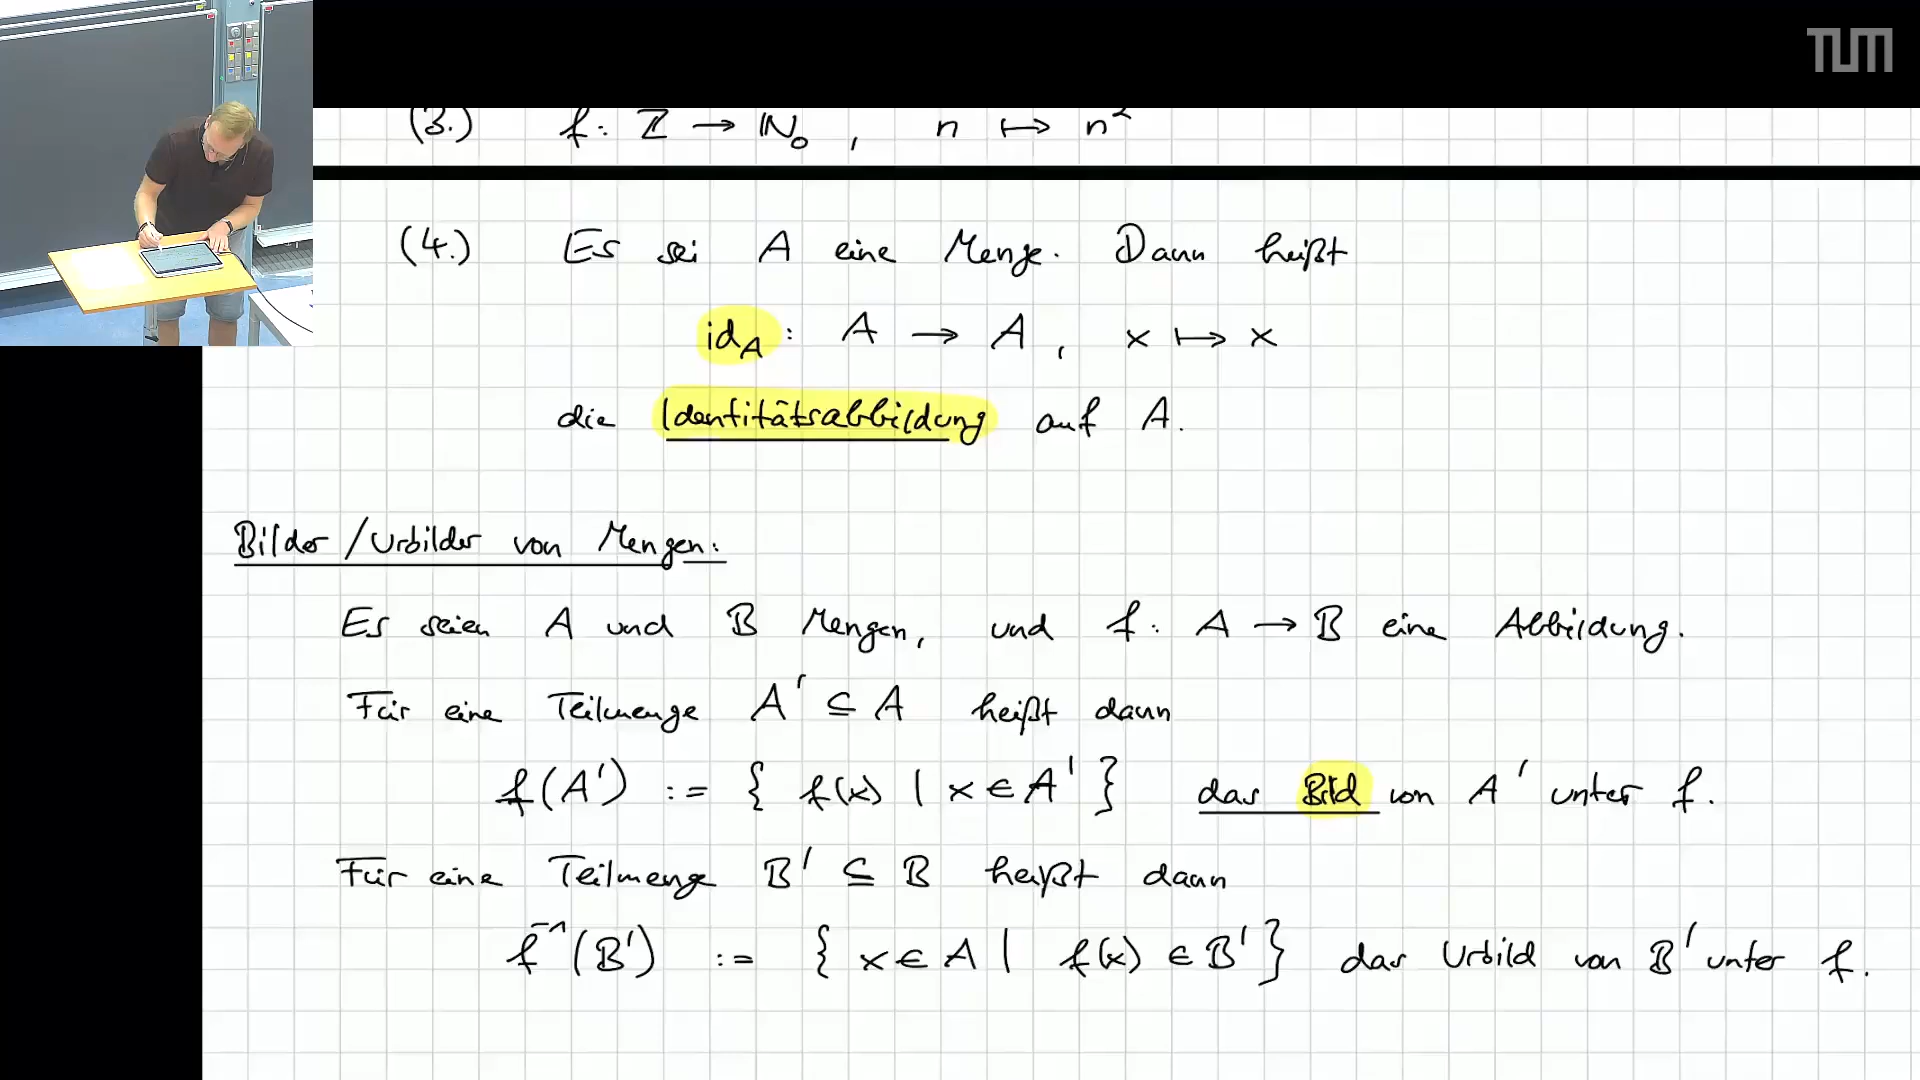 TUM
(3.) f: ℤ → ℕ₀, n ↦ n²
(4.) Es sei A eine Menge. Dann heißt
id_A: A → A, x ↦ x
die Identitätsabbildung auf A.
Bilder/Urbilder von Mengen:
Es seien A und B Mengen, und f: A → B eine Abbildung.
Für eine Teilmenge A' ⊆ A heißt dann
f(A') := { f(x) | x ∈ A' } das Bild von A' unter f.
Für eine Teilmenge B' ⊆ B heißt dann
f⁻¹(B') := { x ∈ A | f(x) ∈ B' } das Urbild von B' unter f.